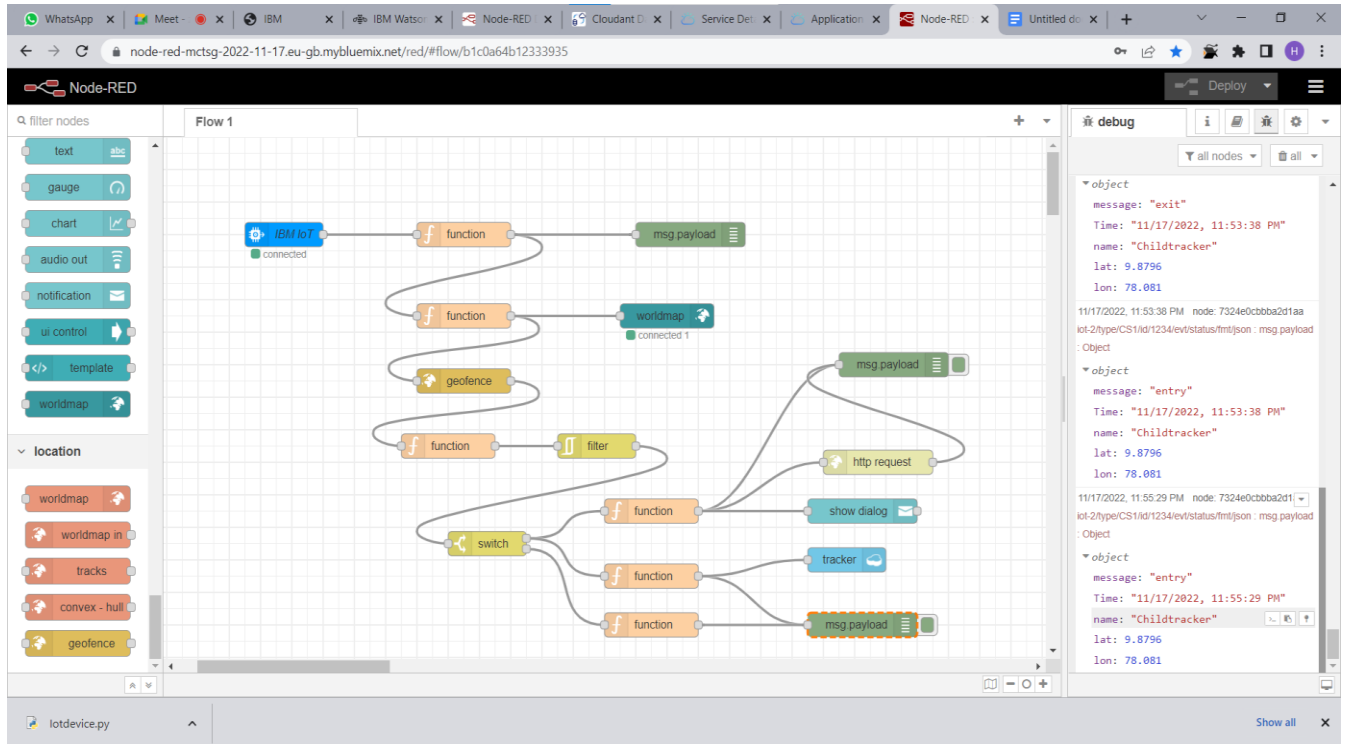 WhatsApp
Meet -
IBM
IBM Watsor
Node-RED
Cloudant D
Service Det
Application
Node-RED
Untitled do
node-red-mctsg-2022-11-17.eu-gb.mybluemix.net/red/#flow/b1c0a64b12333935
H
Node-RED
Deploy
filter nodes
Flow 1
debug
i
all nodes
all
text
abc
gauge
chart
audio out
notification
ui control
</> template
worldmap
location
worldmap
worldmap in
tracks
convex - hull
geofence
IBM IoT
connected
f function
msg.payload
f function
worldmap
connected 1
geofence
msg.payload
f function
filter
http request
f function
show dialog
switch
tracker
f function
f function
msg.payload
object
message: "exit"
Time: "11/17/2022, 11:53:38 PM"
name: "Childtracker"
lat: 9.8796
lon: 78.081
11/17/2022, 11:53:38 PM node: 7324e0cbbba2d1aa
iot-2/type/CS1/id/1234/evt/status/fmt/json : msg.payload
: Object
object
message: "entry"
Time: "11/17/2022, 11:53:38 PM"
name: "Childtracker"
lat: 9.8796
lon: 78.081
11/17/2022, 11:55:29 PM node: 7324e0cbbba2d1
iot-2/type/CS1/id/1234/evt/status/fmt/json : msg.payload
: Object
object
message: "entry"
Time: "11/17/2022, 11:55:29 PM"
name: "Childtracker"
lat: 9.8796
lon: 78.081
Iotdevice.py
Show all